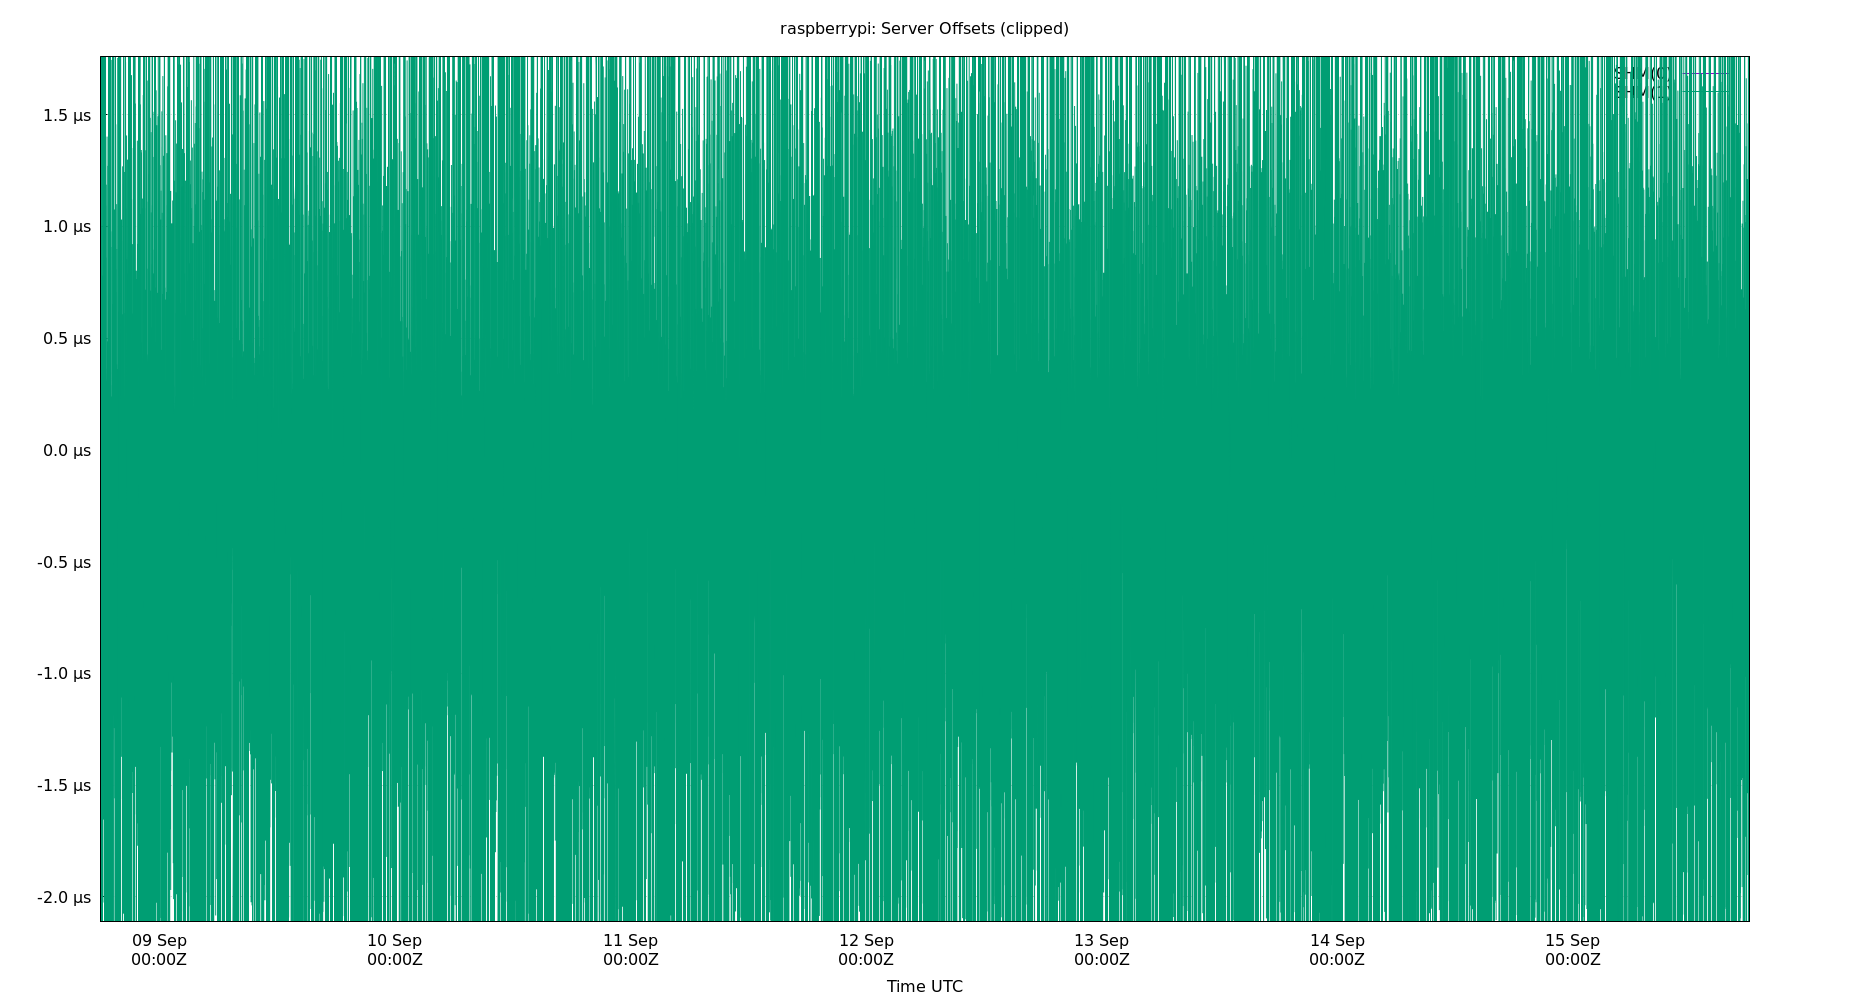 raspberrypi: Server Offsets (clipped)
SHM(0)
1.5 µs
1.0 µs
0.5 µs
0.0 µs
-0.5 µs
-1.0 µs
-1.5 µs
-2.0 µs
09 Sep 10 Sep 11 Sep 12 Sep 13 Sep 14 Sep 15 Sep
00:00Z 00:00Z 00:00Z 00:00Z 00:00Z 00:00Z 00:00Z
Time UTC